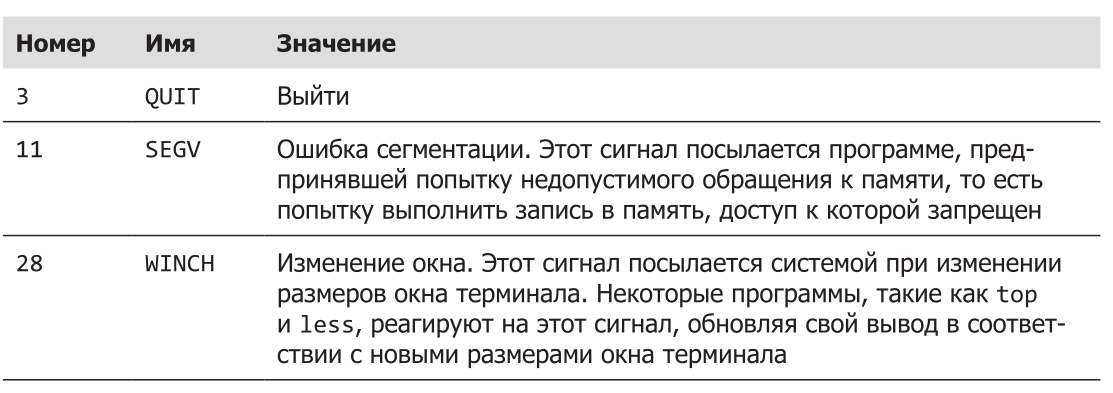 Номер Имя Значение
3 QUIT Выйти
11 SEGV Ошибка сегментации. Этот сигнал посылается программе, пред-
принявшей попытку недопустимого обращения к памяти, то есть
попытку выполнить запись в память, доступ к которой запрещен
28 WINCH Изменение окна. Этот сигнал посылается системой при изменении
размеров окна терминала. Некоторые программы, такие как top
и less, реагируют на этот сигнал, обновляя свой вывод в соответ-
ствии с новыми размерами окна терминала